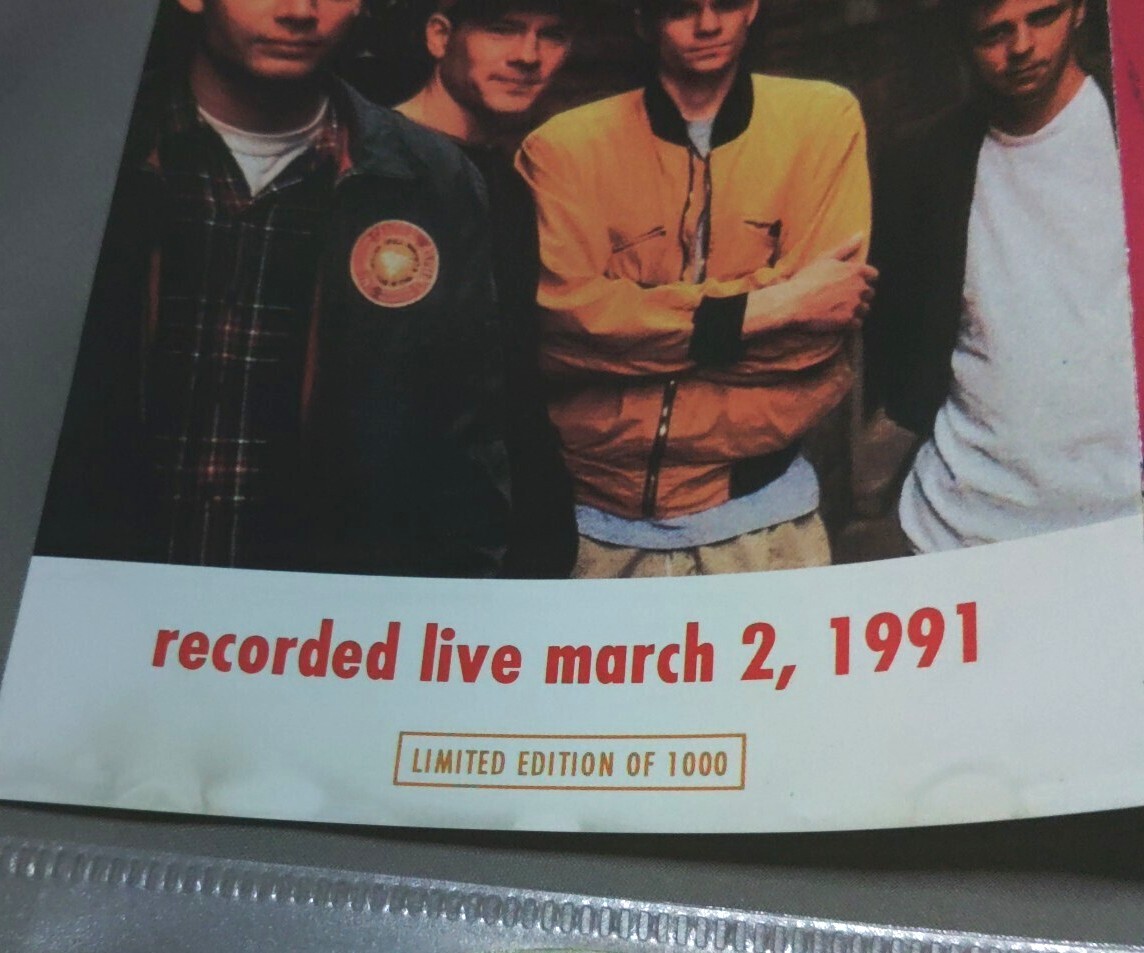 recorded live march 2, 1991
LIMITED EDITION OF 1000